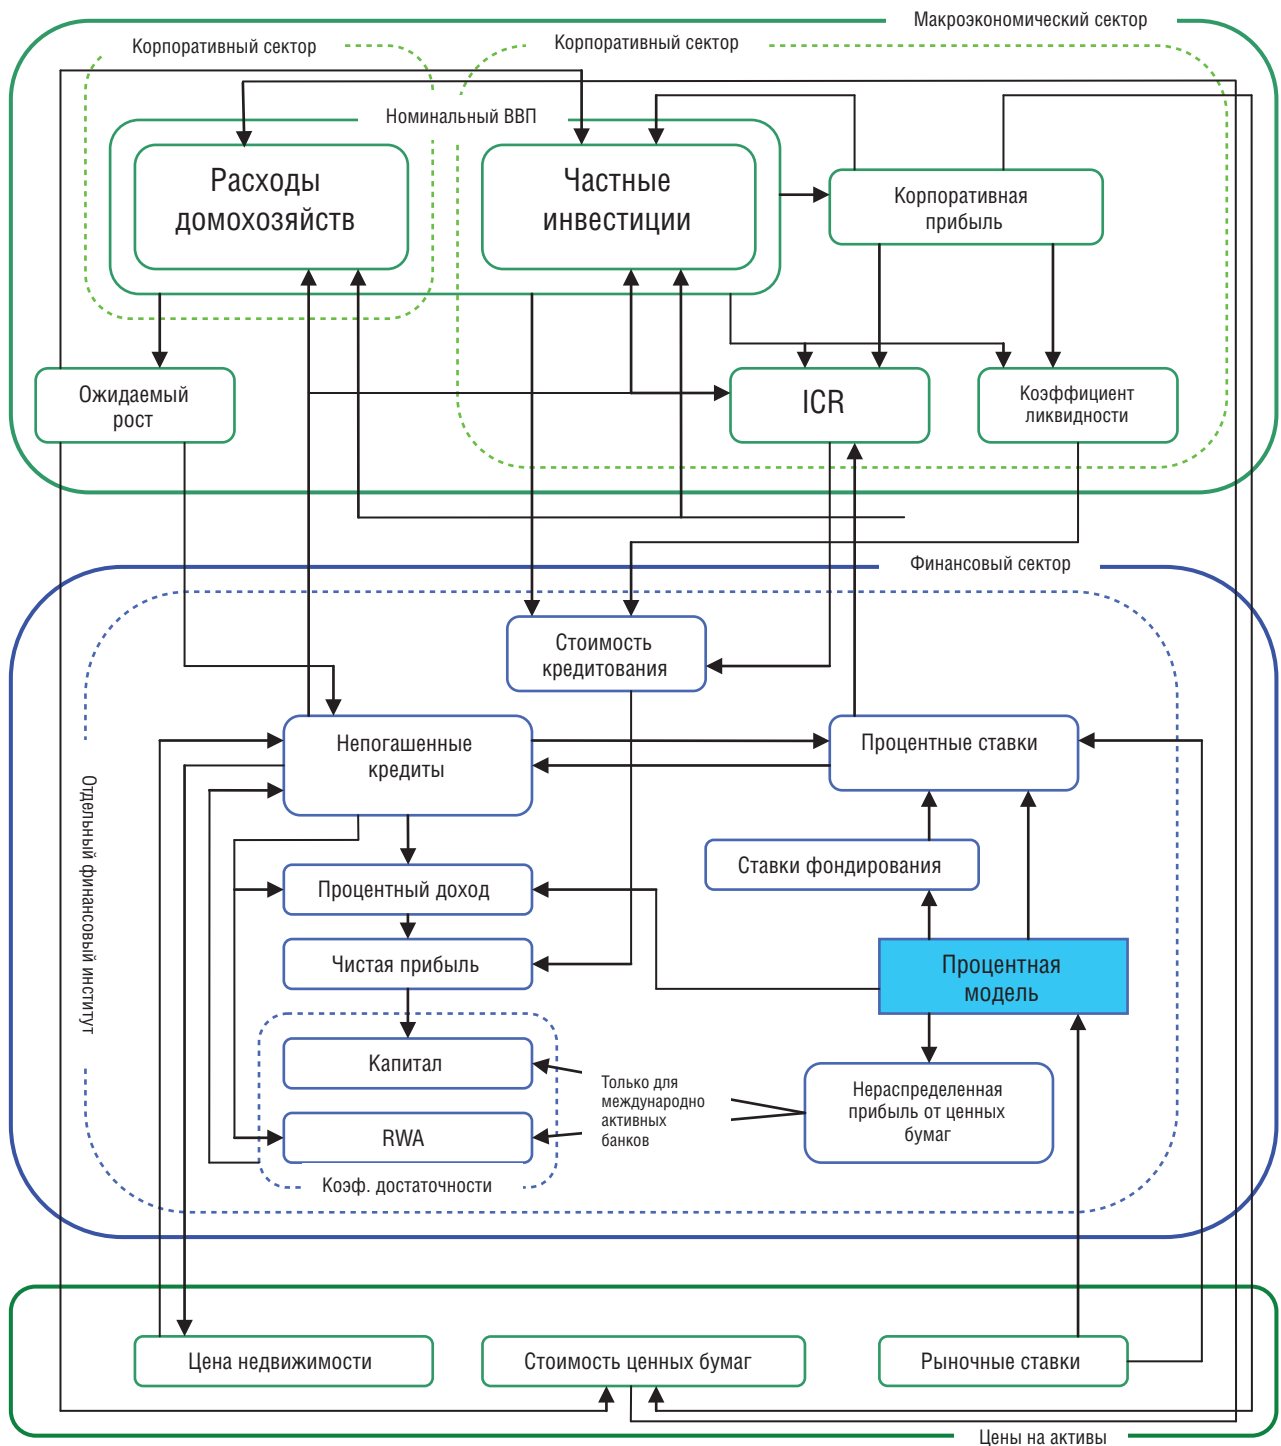 Макроэкономический сектор
Корпоративный сектор
Корпоративный сектор
Номинальный ВВП
Расходы
домохозяйств
Частные
инвестиции
Корпоративная
прибыль
Ожидаемый
рост
ICR
Коэффициент
ликвидности
Финансовый сектор
Стоимость
кредитования
Непогашенные
кредиты
Процентные ставки
Отдельный финансовый институт
Ставки фондирования
Процентный доход
Чистая прибыль
Процентная
модель
Капитал
Только для
международно
активных
банков
Нераспределенная
прибыль от ценных
бумаг
RWA
Коэф. достаточности
Цена недвижимости
Стоимость ценных бумаг
Рыночные ставки
Цены на активы